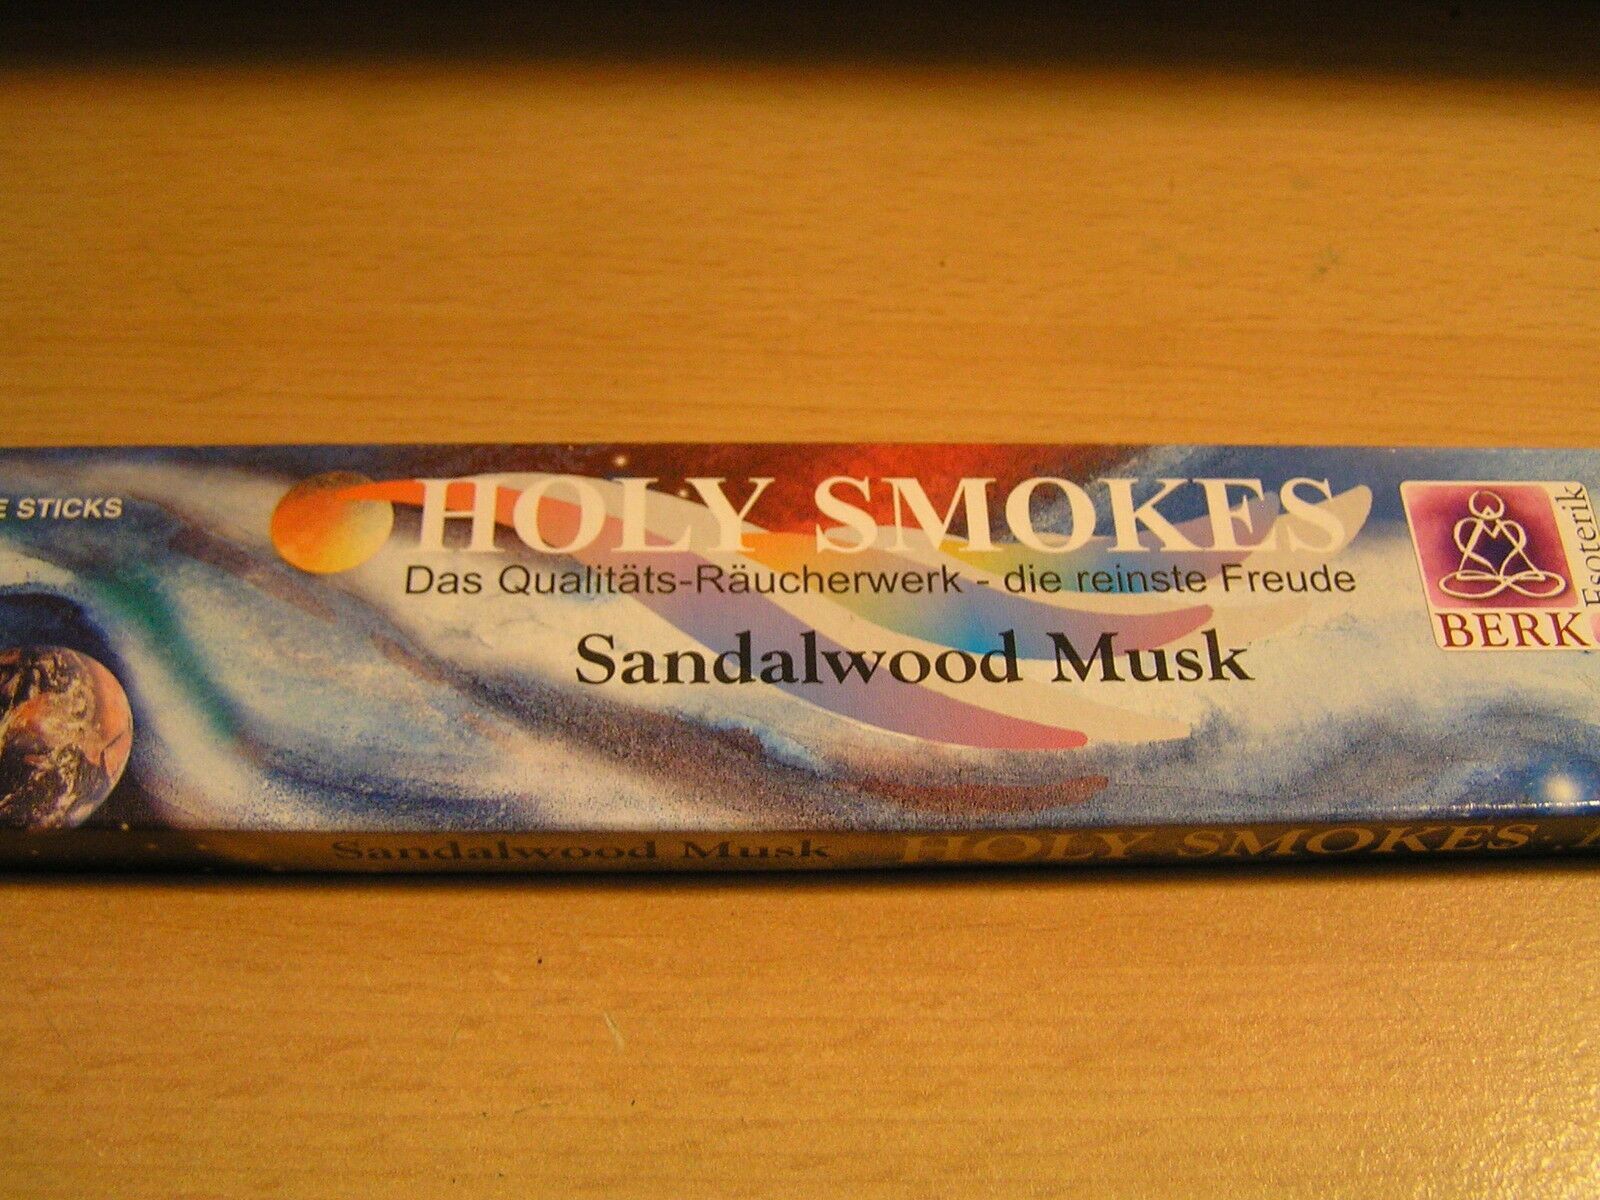 E STICKS
HOLY SMOKES
Das Qualitäts-Räucherwerk - die reinste Freude
Sandalwood Musk
BERK
Esoterik
Sandalwood Musk HOLY SMOKES